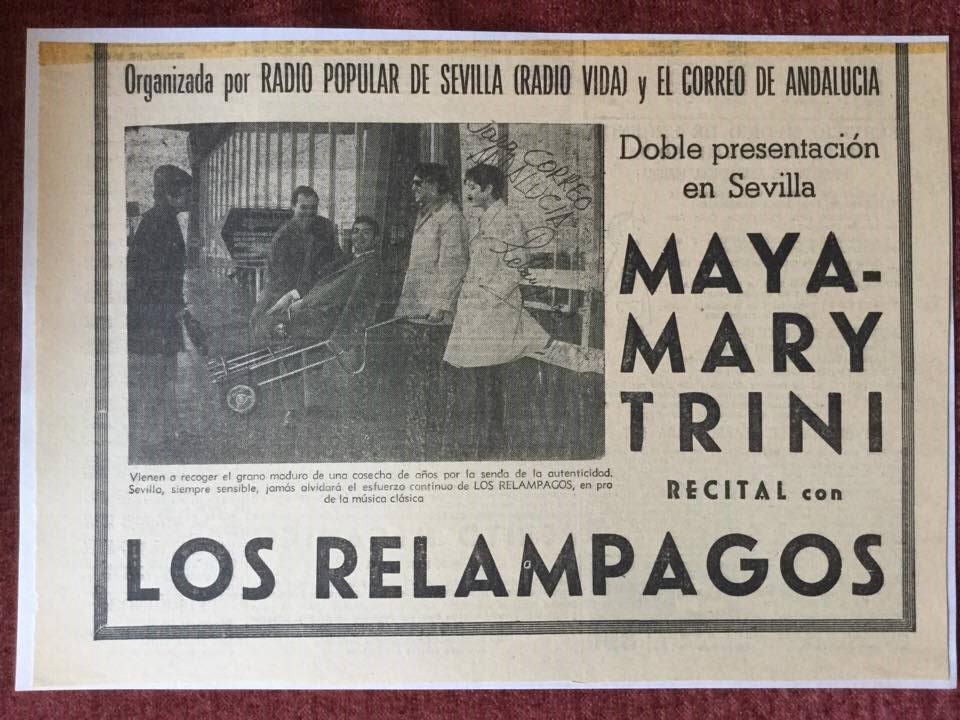 Organizada por RADIO POPULAR DE SEVILLA (RADIO VIDA) y EL CORREO DE ANDALUCIA
CORREO
ANDALUCIA
Doble presentación
en Sevilla
MAYA-
MARY
TRINI
Vienen a recoger el grano maduro de una cosecha de años por la senda de la autenticidad.
Sevilla, siempre sensible, jamás olvidará el esfuerzo continuo de LOS RELAMPAGOS, en pro
de la música clásica
RECITAL con
LOS RELAMPAGOS